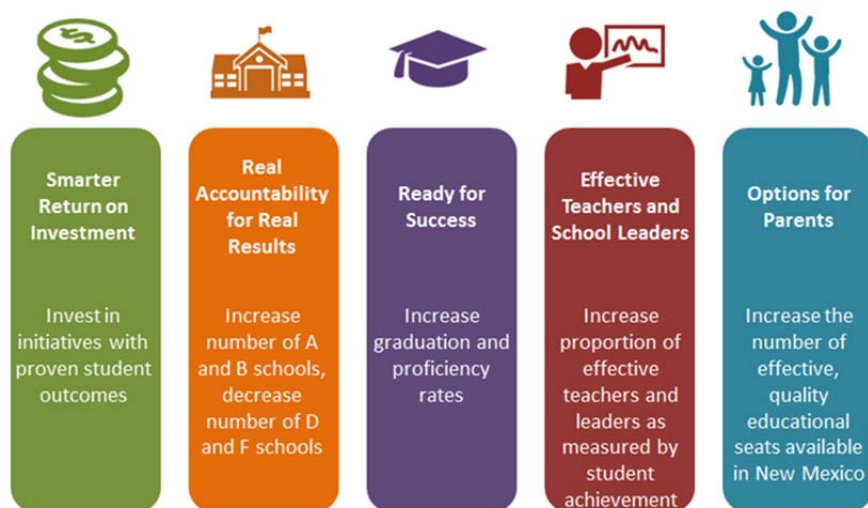 Smarter
Return on
Investment
Invest in
initiatives with
proven student
outcomes
Real
Accountability
for Real
Results
Increase
number of A
and B schools,
decrease
number of D
and F schools
Ready for
Success
Increase
graduation and
proficiency
rates
Effective
Teachers and
School Leaders
Increase
proportion of
effective
teachers and
leaders as
measured by
student
achievement
Options for
Parents
Increase the
number of
effective,
quality
educational
seats available
in New Mexico